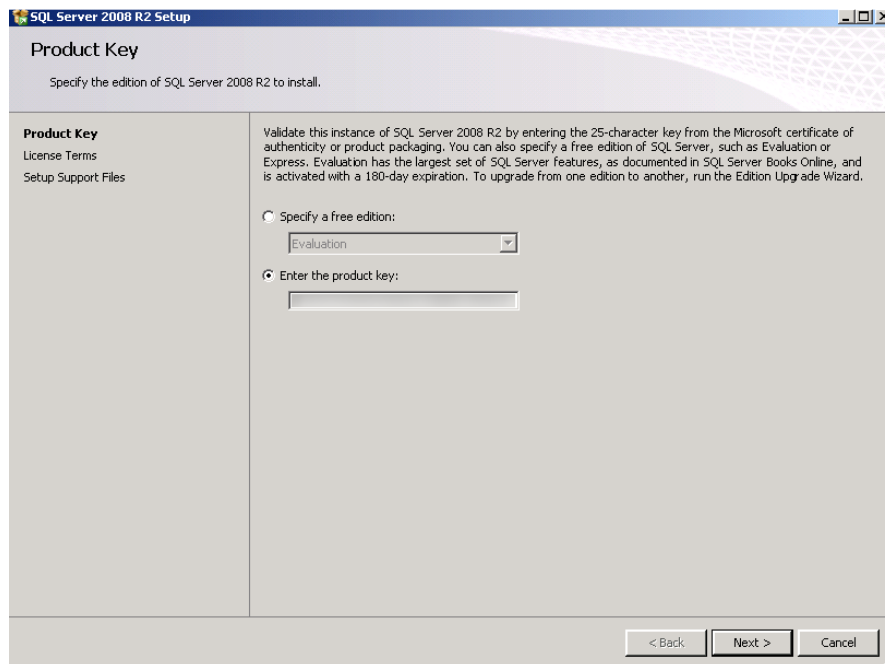 SQL Server 2008 R2 Setup
Product Key
Specify the edition of SQL Server 2008 R2 to install.
Product Key
License Terms
Setup Support Files
Validate this instance of SQL Server 2008 R2 by entering the 25-character key from the Microsoft certificate of
authenticity or product packaging. You can also specify a free edition of SQL Server, such as Evaluation or
Express. Evaluation has the largest set of SQL Server features, as documented in SQL Server Books Online, and
is activated with a 180-day expiration. To upgrade from one edition to another, run the Edition Upgrade Wizard.
Specify a free edition:
Evaluation
Enter the product key:
< Back
Next >
Cancel